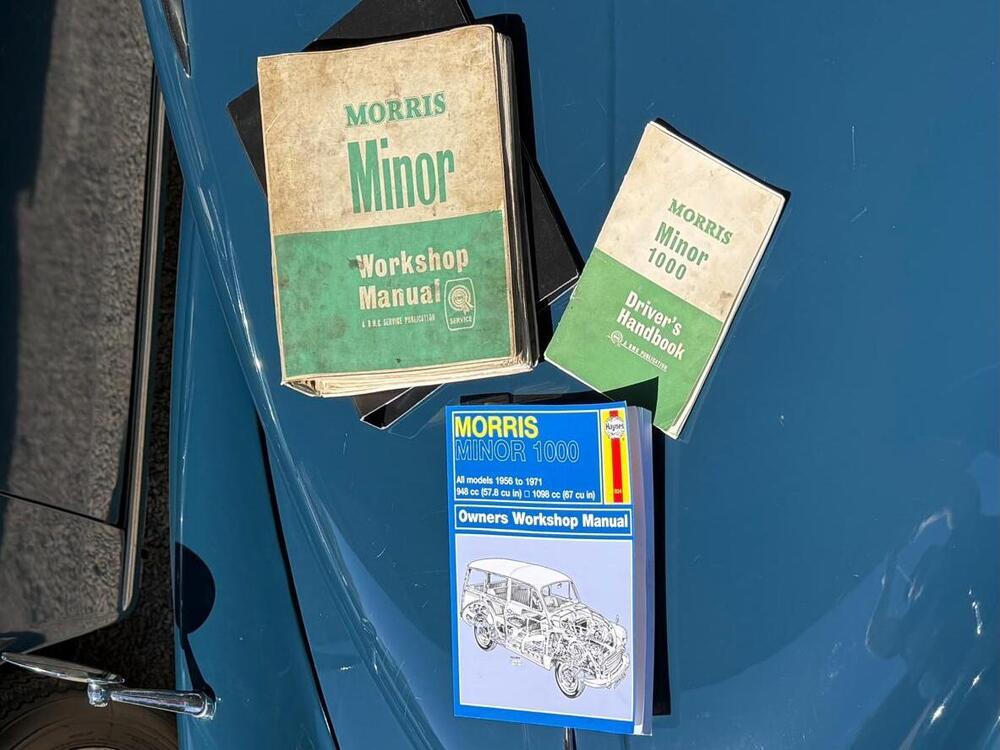 MORRIS
Minor
Workshop
Manual
A B.M.C. SERVICE PUBLICATION
SERVICE
MORRIS
Minor
1000
Driver's
Handbook
A BMC PUBLICATION
MORRIS
MINOR 1000
Haynes
All models 1956 to 1971
948 cc (57.8 cu in) □ 1098 cc (67 cu in)
Owners Workshop Manual